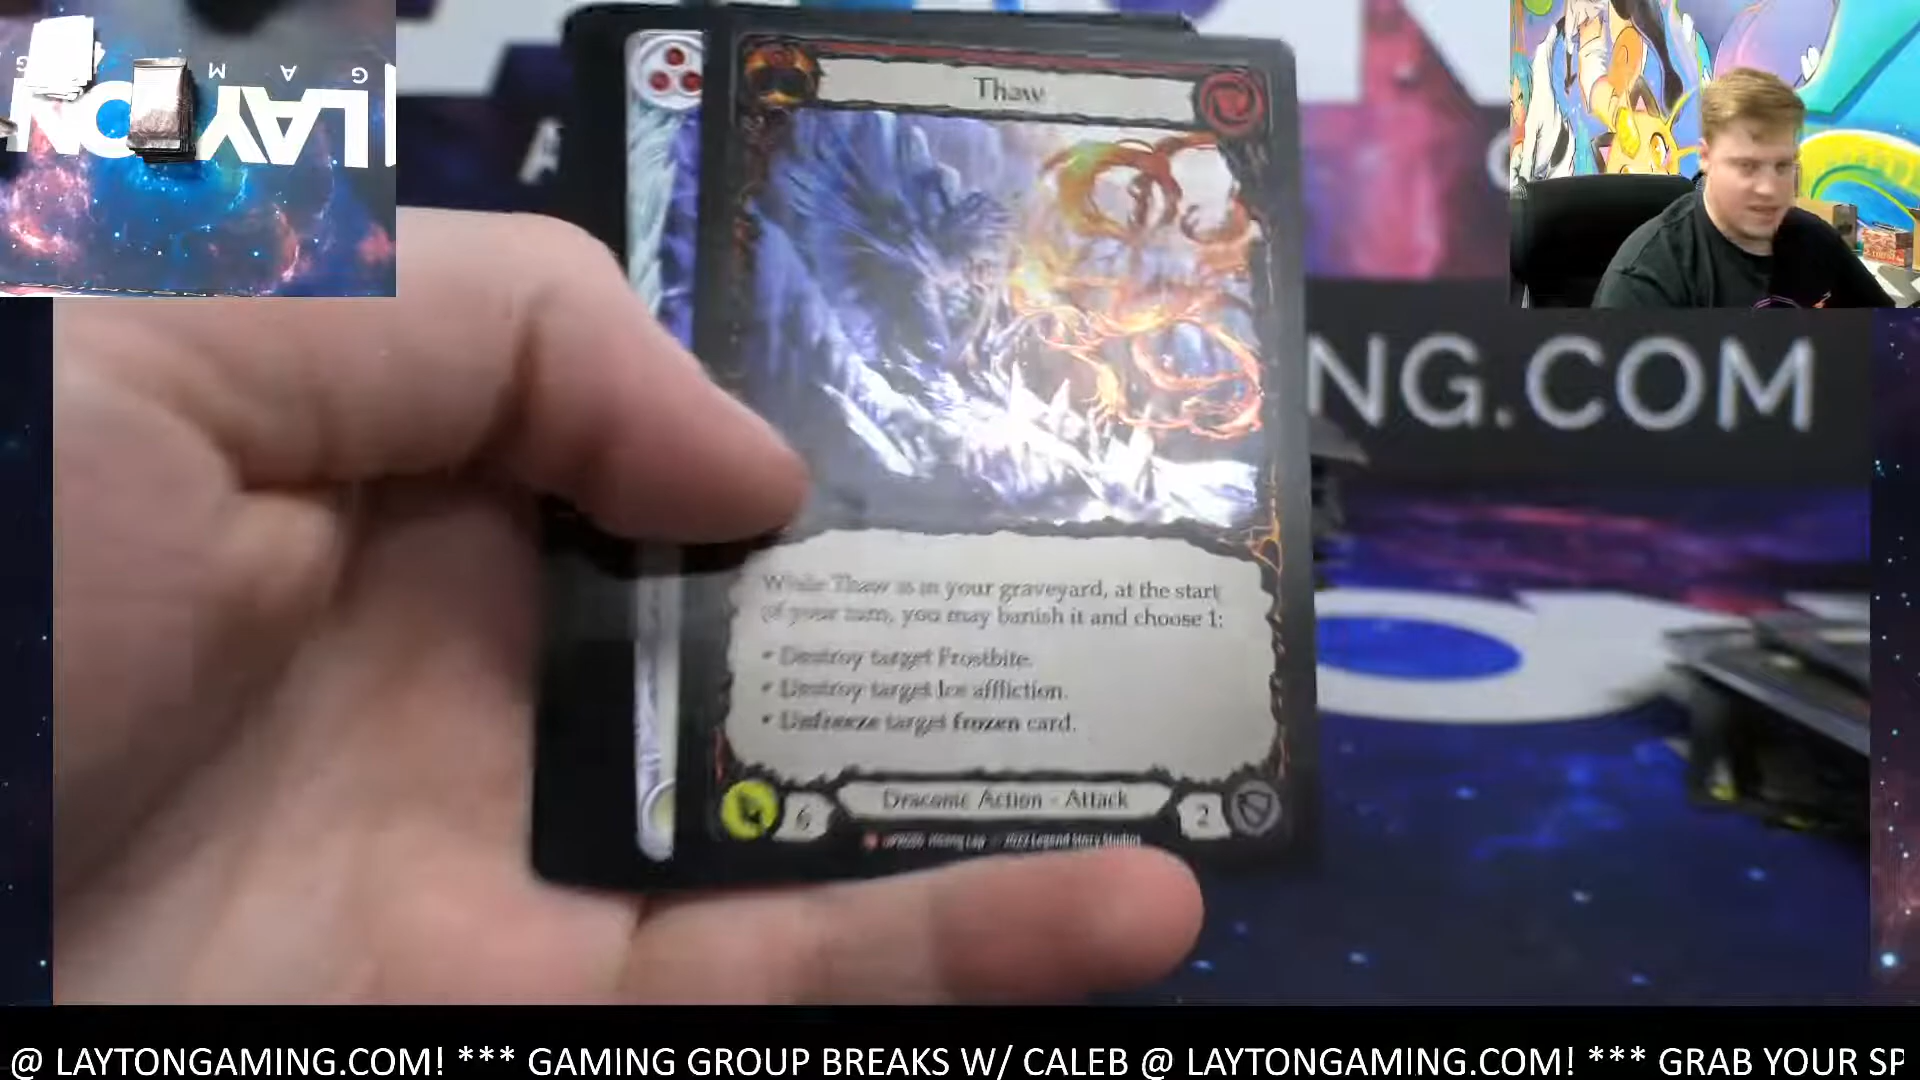 LAYTON
G A M
Thaw
NG.COM
While Thaw is in your graveyard, at the start
of your turn, you may banish it and choose 1:
• Destroy target Frostbite.
• Destroy target Ice affliction.
• Unfreeze target frozen card.
6
Draconic Action - Attack
2
2022 Legend Story Studios
@ LAYTONGAMING.COM! *** GAMING GROUP BREAKS W/ CALEB @ LAYTONGAMING.COM! *** GRAB YOUR SP